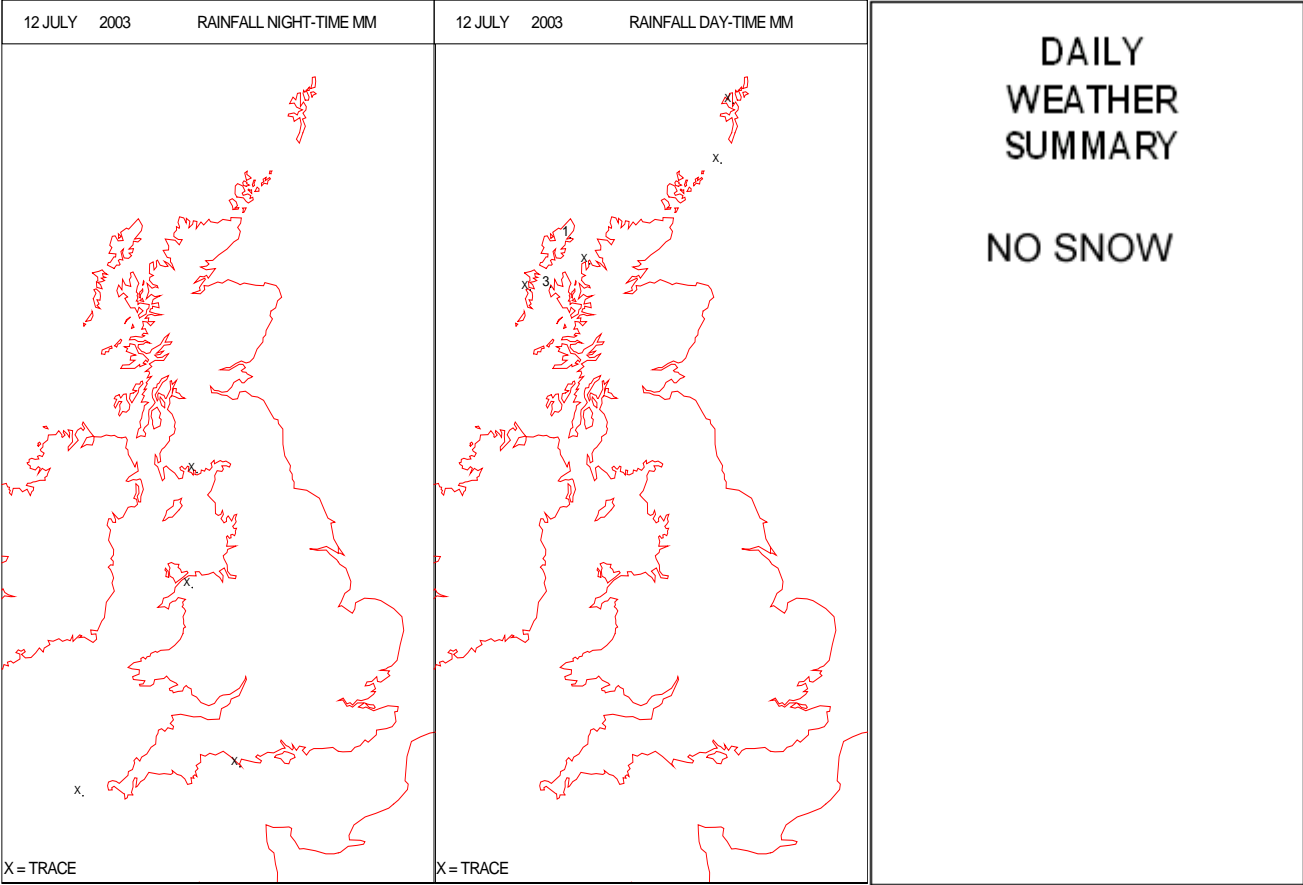 12 JULY 2003 RAINFALL NIGHT-TIME MM
X
X.
X.
X.
X = TRACE
12 JULY 2003 RAINFALL DAY-TIME MM
X
X.
1
X
X. 3.
X = TRACE
DAILY
WEATHER
SUMMARY
NO SNOW